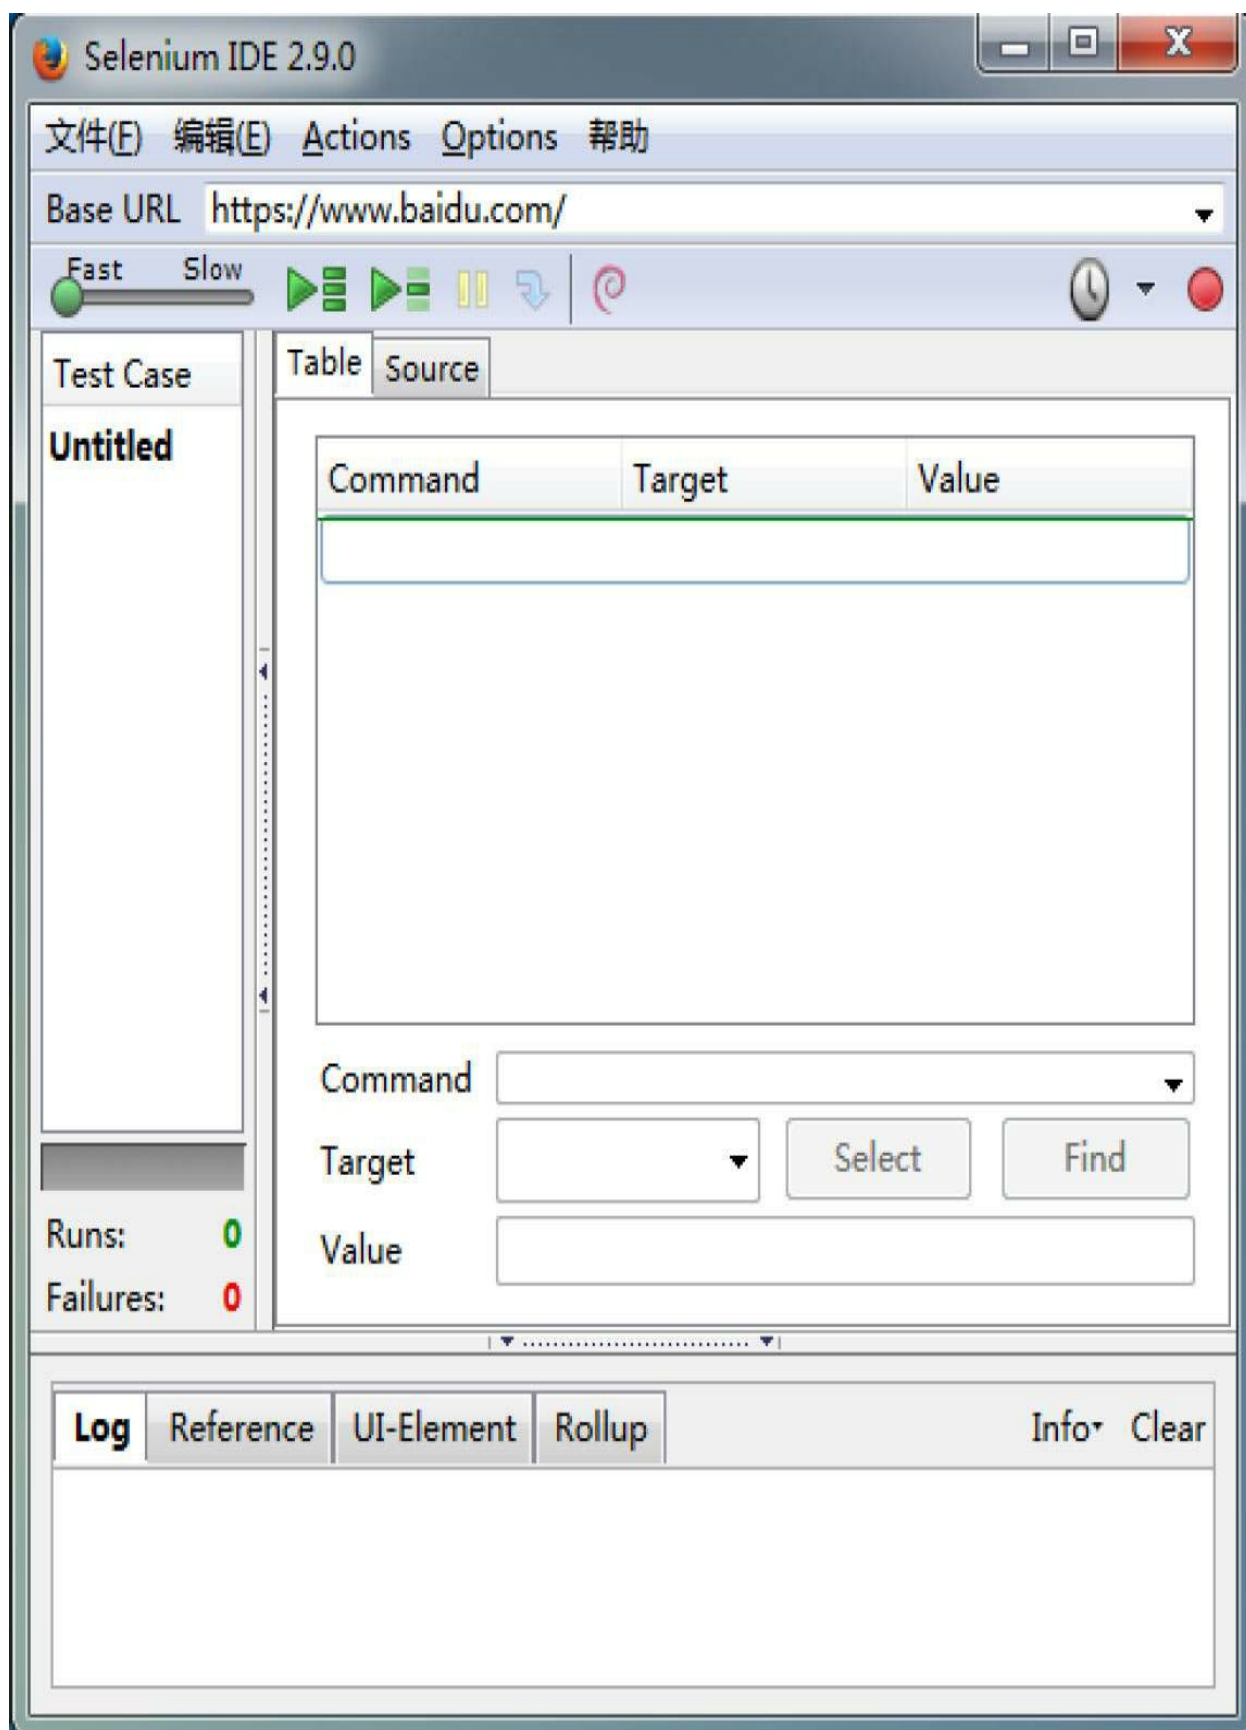 Selenium IDE 2.9.0
文件(F) 编辑(E) Actions Options 帮助
Base URL https://www.baidu.com/
Fast Slow
Test Case
Untitled
Table Source
Command Target Value
Command
Target Select Find
Value
Runs: 0
Failures: 0
Log Reference UI-Element Rollup Info Clear